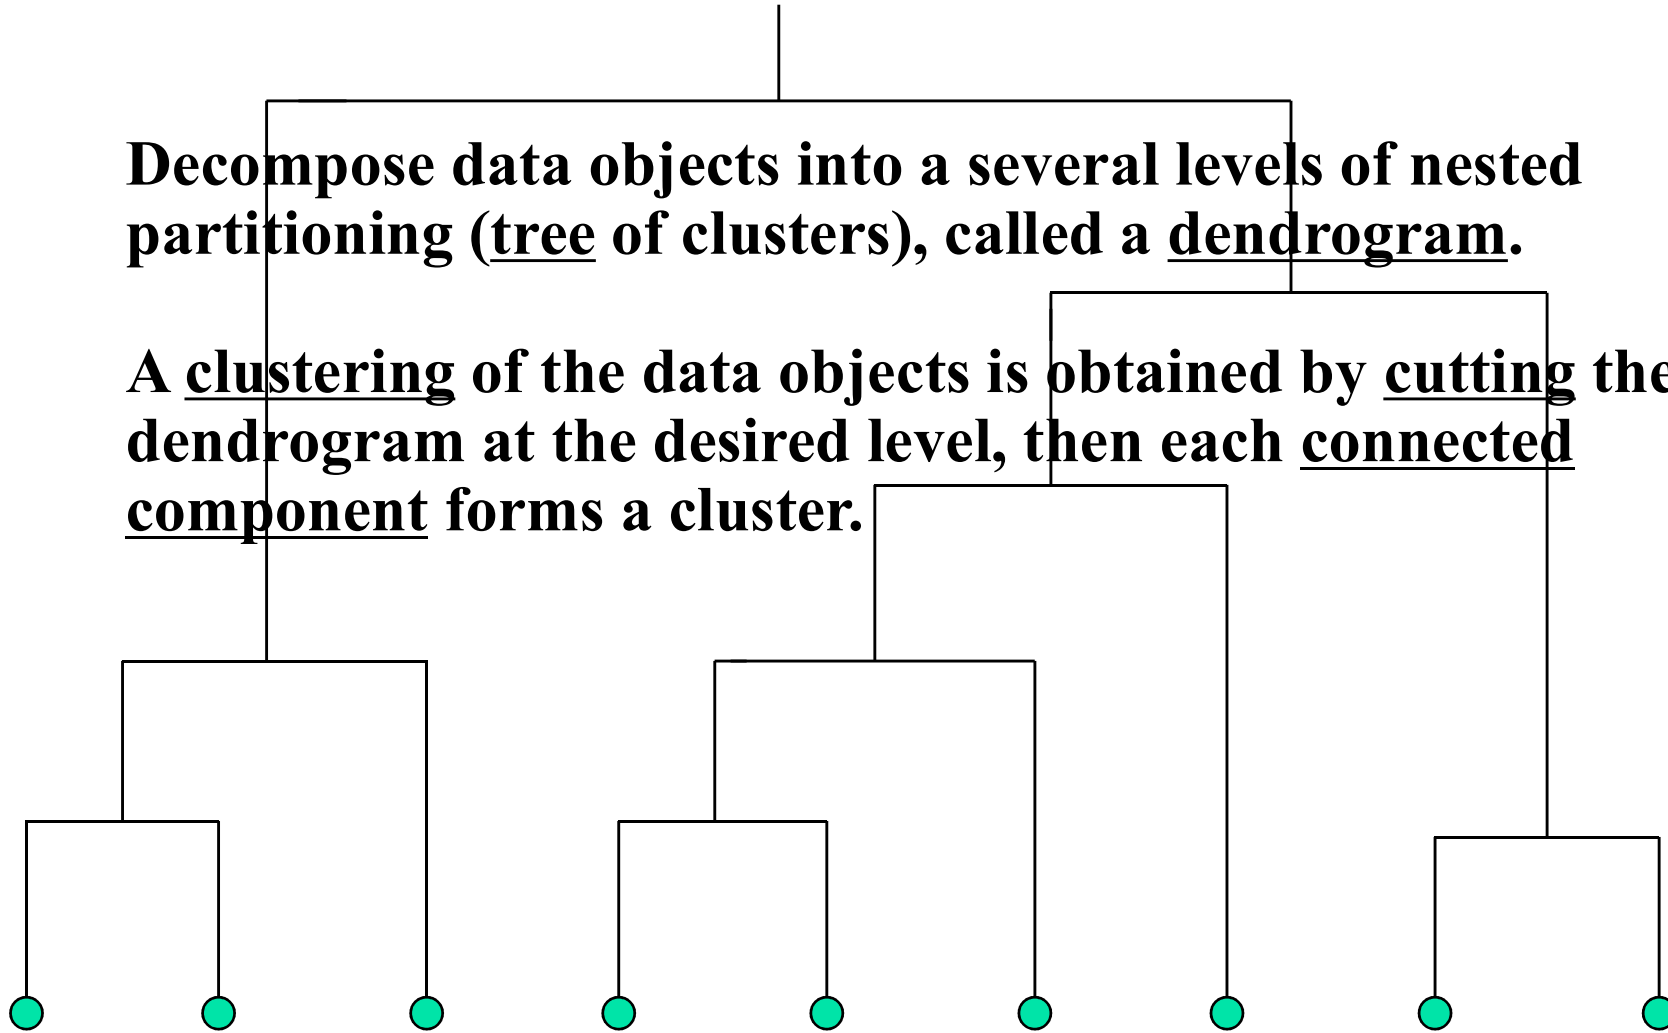 Decompose data objects into a several levels of nested
partitioning (tree of clusters), called a dendrogram.
A clustering of the data objects is obtained by cutting the
dendrogram at the desired level, then each connected
component forms a cluster.